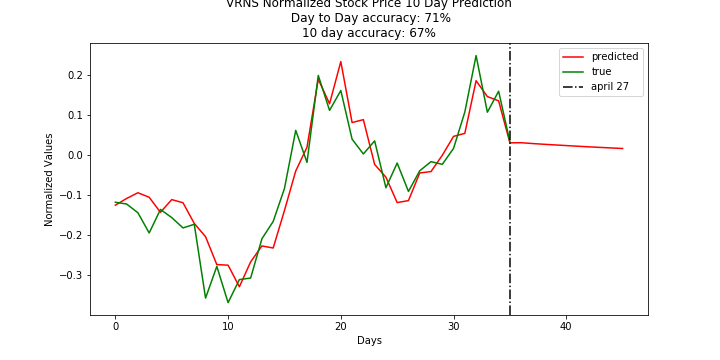 VRNS Normalized Stock Price 10 Day Prediction
Day to Day accuracy: 71%
10 day accuracy: 67%
predicted
true
april 27
Normalized Values
0.2
0.1
0.0
−0.1
−0.2
−0.3
0
10
20
30
40
Days